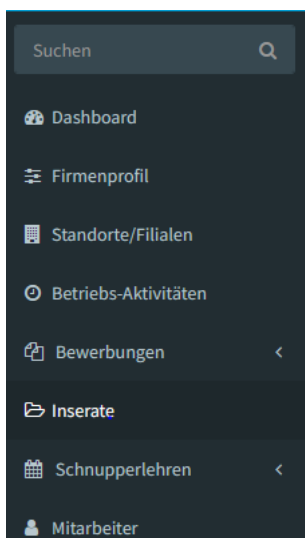 Suchen
Dashboard
Firmenprofil
Standorte/Filialen
Betriebs-Aktivitäten
Bewerbungen
Inserate
Schnupperlehren
Mitarbeiter